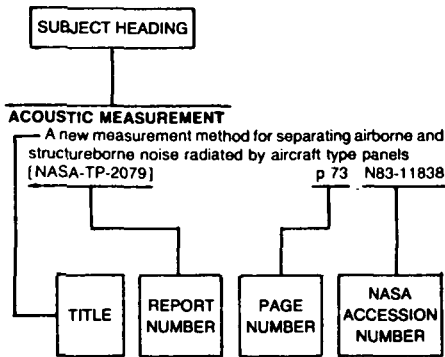 SUBJECT HEADING
ACOUSTIC MEASUREMENT
A new measurement method for separating airborne and
structureborne noise radiated by aircraft type panels
[NASA-TP-2079] p 73 N83-11838
TITLE
REPORT
NUMBER
PAGE
NUMBER
NASA
ACCESSION
NUMBER